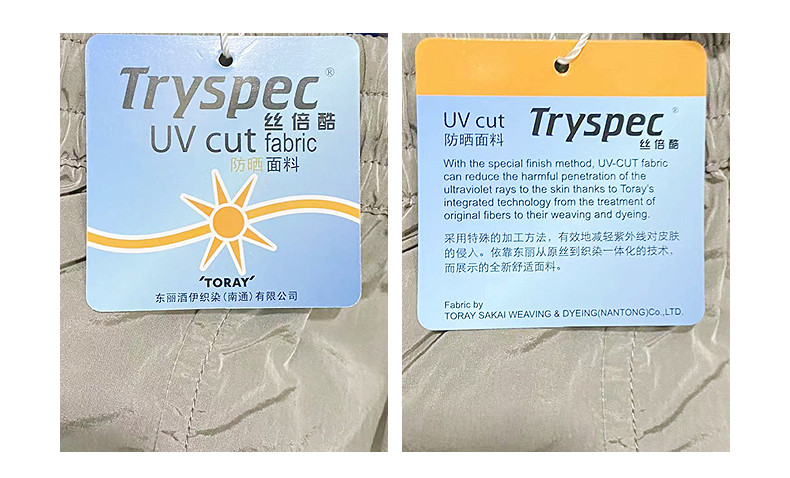 Tryspec®
丝倍酷
UV cut fabric
防晒面料
'TORAY'
东丽酒伊织染(南通)有限公司
UV cut Tryspec®
防晒面料 丝倍酷
With the special finish method, UV-CUT fabric
can reduce the harmful penetration of the
ultraviolet rays to the skin thanks to Toray's
integrated technology from the treatment of
original fibers to their weaving and dyeing.
采用特殊的加工方法，有效地减轻紫外线对皮肤
的侵入。依靠东丽从原丝到织染一体化的技术，
而展示的全新舒适面料。
Fabric by
TORAY SAKAI WEAVING & DYEING(NANTONG)Co.,LTD.